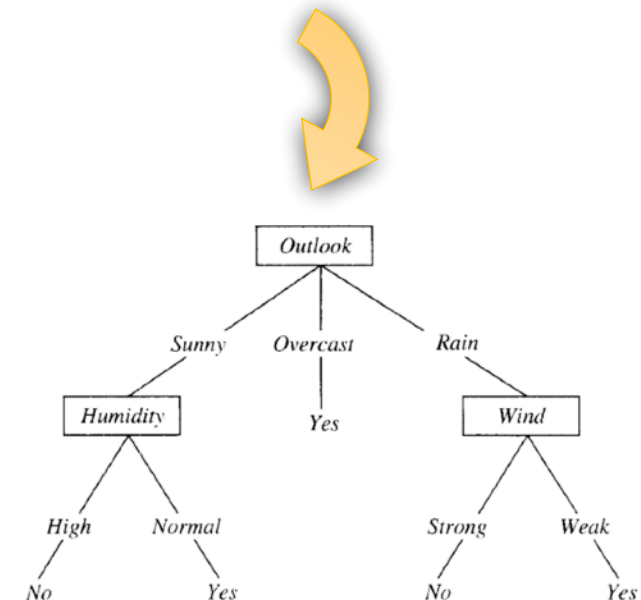 Outlook
Sunny Overcast Rain
Humidity Yes Wind
High Normal Strong Weak
No Yes No Yes